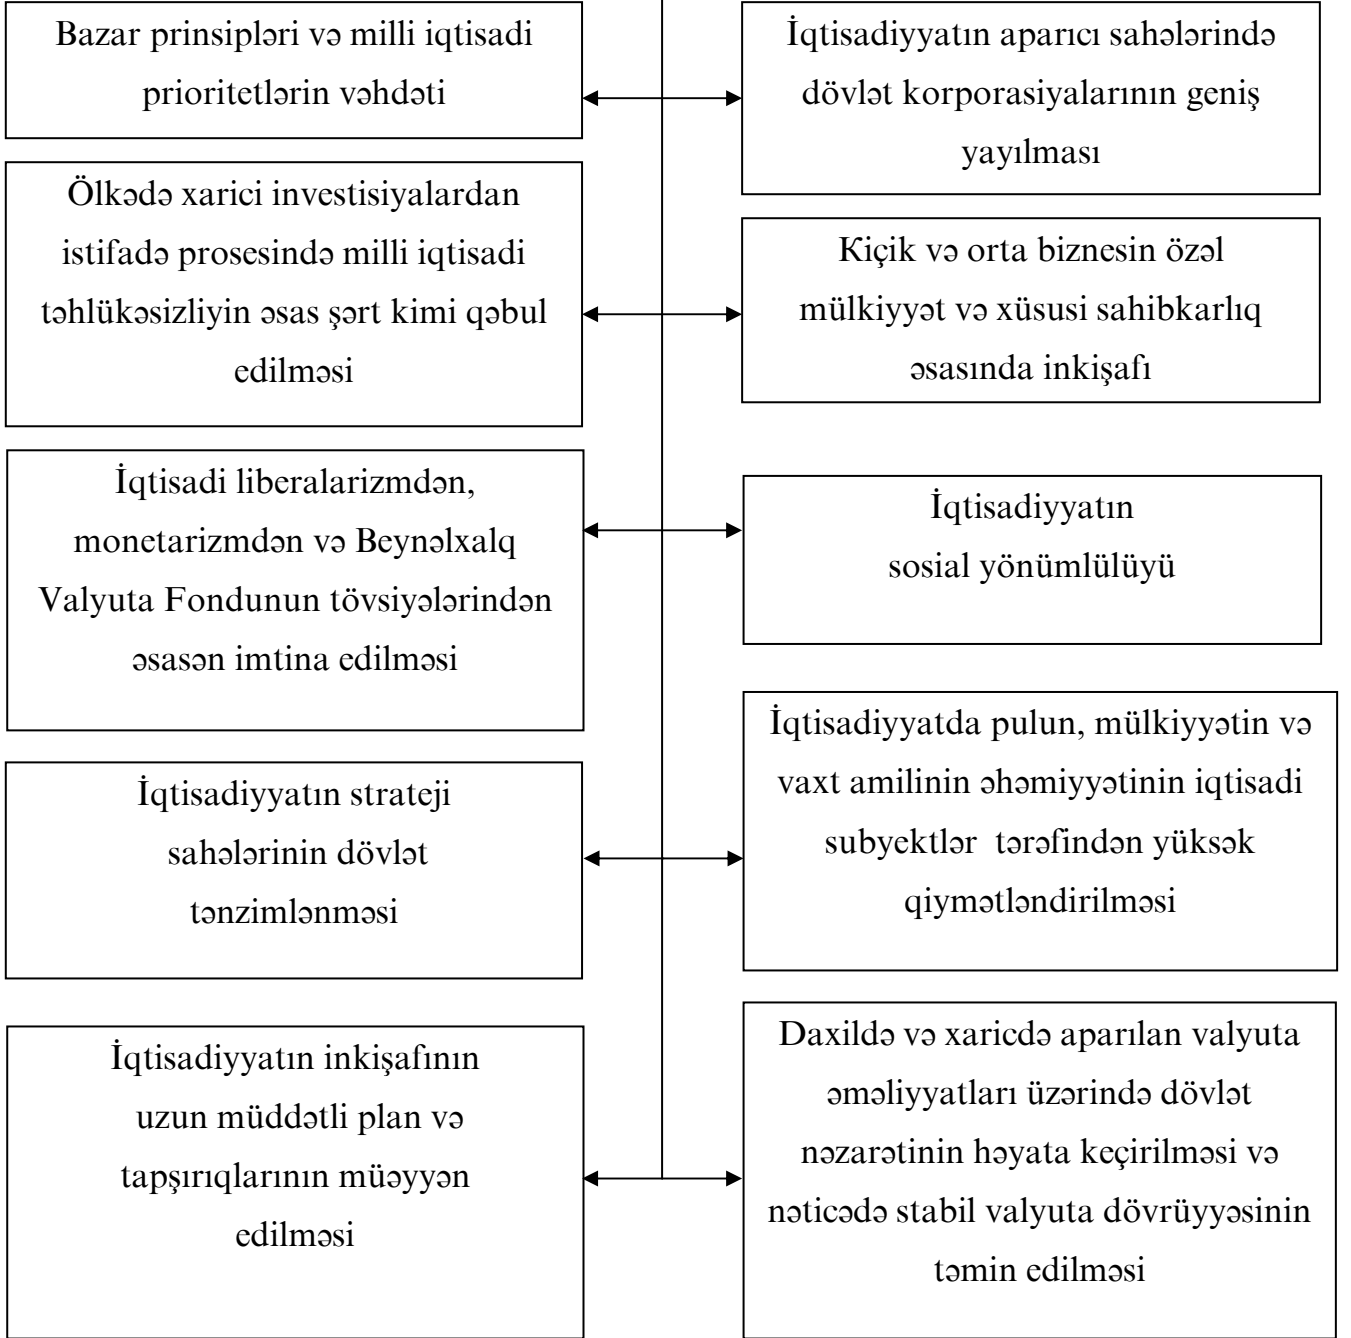 Bazar prinsipləri və milli iqtisadi
prioritetlərin vəhdəti
İqtisadiyyatın aparıcı sahələrində
dövlət korporasiyalarının geniş
yayılması
Ölkədə xarici investisiyalardan
istifadə prosesində milli iqtisadi
təhlükəsizliyin əsas şərt kimi qəbul
edilməsi
Kiçik və orta biznesin özəl
mülkiyyət və xüsusi sahibkarlıq
əsasında inkişafı
İqtisadi liberalarizmdən,
monetarizmdən və Beynəlxalq
Valyuta Fondunun tövsiyələrindən
əsasən imtina edilməsi
İqtisadiyyatın
sosial yönümlülüyü
İqtisadiyyatın strateji
sahələrinin dövlət
tənzimlənməsi
İqtisadiyyatda pulun, mülkiyyətin və
vaxt amilinin əhəmiyyətinin iqtisadi
subyektlər tərəfindən yüksək
qiymətləndirilməsi
İqtisadiyyatın inkişafının
uzun müddətli plan və
tapşırıqlarının müəyyən
edilməsi
Daxildə və xaricdə aparılan valyuta
əməliyyatları üzərində dövlət
nəzarətinin həyata keçirilməsi və
nəticədə stabil valyuta dövrüyyəsinin
təmin edilməsi